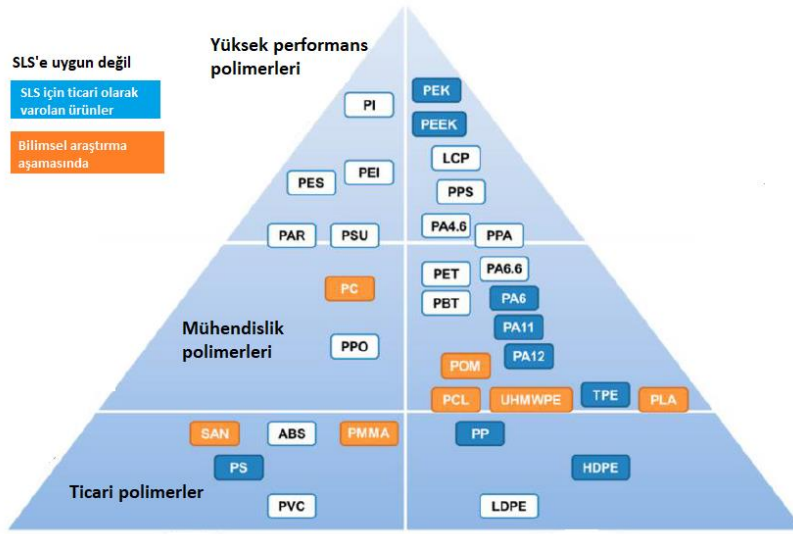 Yüksek performans
polimerleri
SLS'e uygun değil
SLS için ticari olarak
varolan ürünler
Bilimsel araştırma
aşamasında
PEK
PI
PEEK
LCP
PEI
PES
PPS
PA4.6
PPA
PAR
PSU
PET
PA6.6
PC
PBT
PA6
PA11
Mühendislik
polimerleri
PPO
PA12
POM
PCL
UHMWPE
TPE
PLA
SAN
ABS
PMMA
PP
PS
HDPE
Ticari polimerler
PVC
LDPE